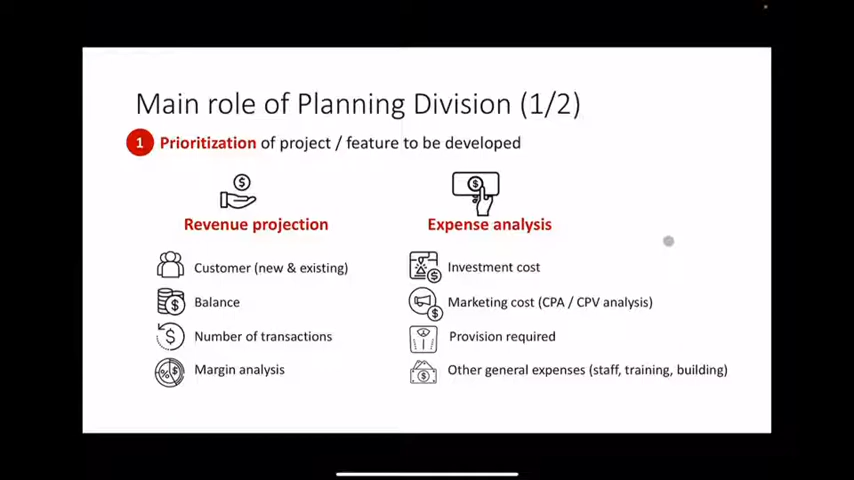 Main role of Planning Division (1/2)
1 Prioritization of project / feature to be developed
Revenue projection
Customer (new & existing)
Balance
Number of transactions
Margin analysis
Expense analysis
Investment cost
Marketing cost (CPA / CPV analysis)
Provision required
Other general expenses (staff, training, building)